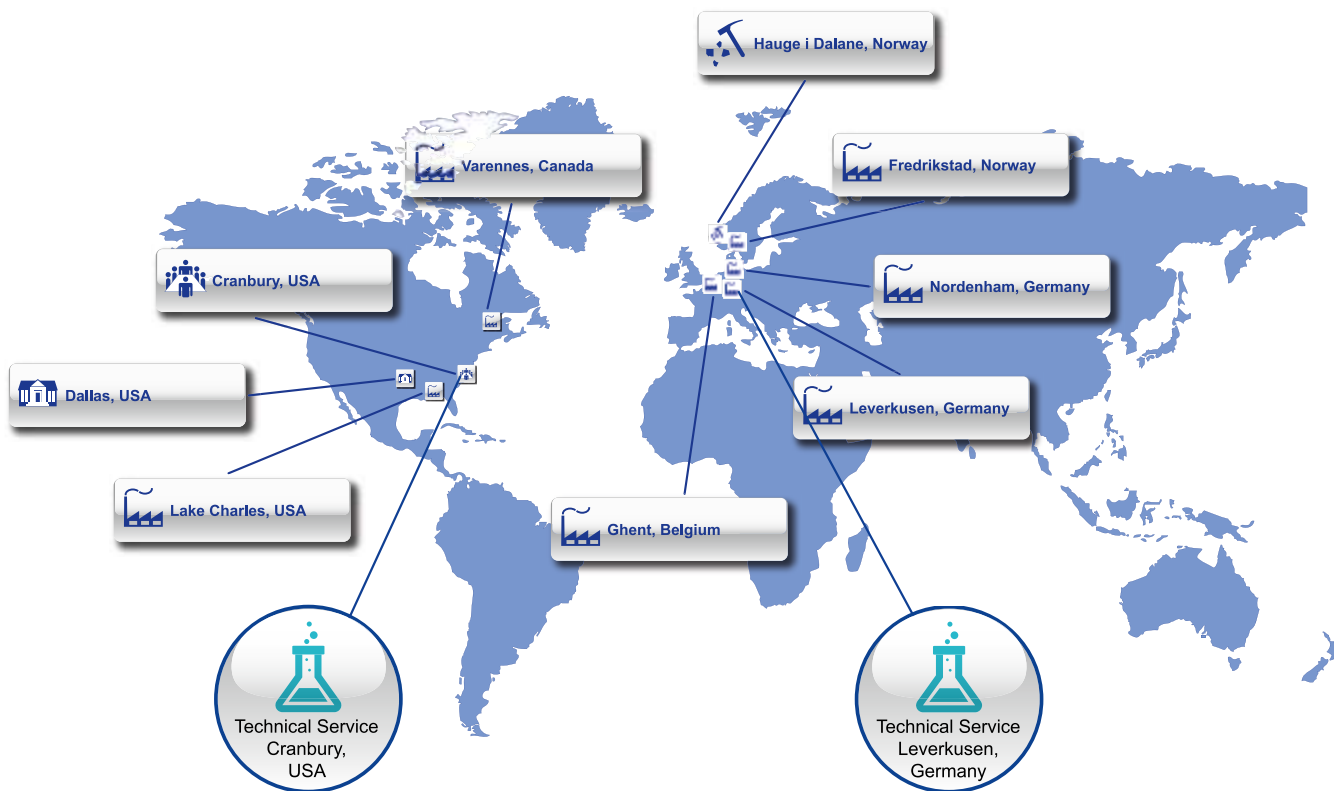 Hauge i Dalane, Norway
Varennes, Canada
Fredrikstad, Norway
Cranbury, USA
Nordenham, Germany
Dallas, USA
Leverkusen, Germany
Lake Charles, USA
Ghent, Belgium
Technical Service
Cranbury,
USA
Technical Service
Leverkusen,
Germany